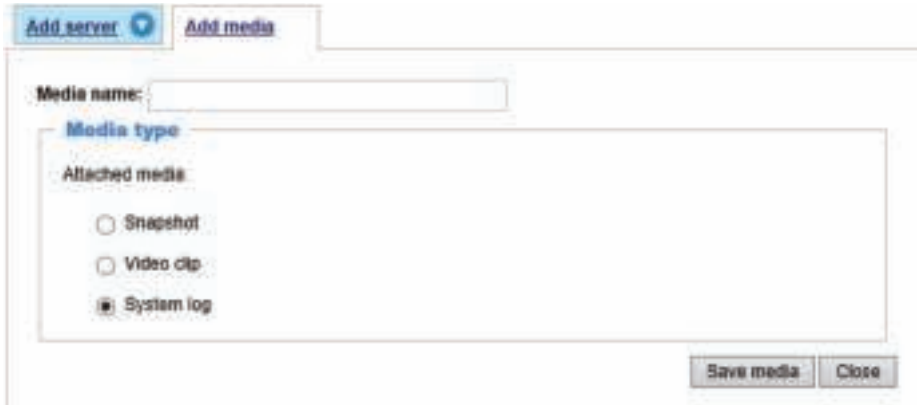 Add server Add media
Media name:
Media type
Attached media
Snapshot
Video clip
System log
Save media Close